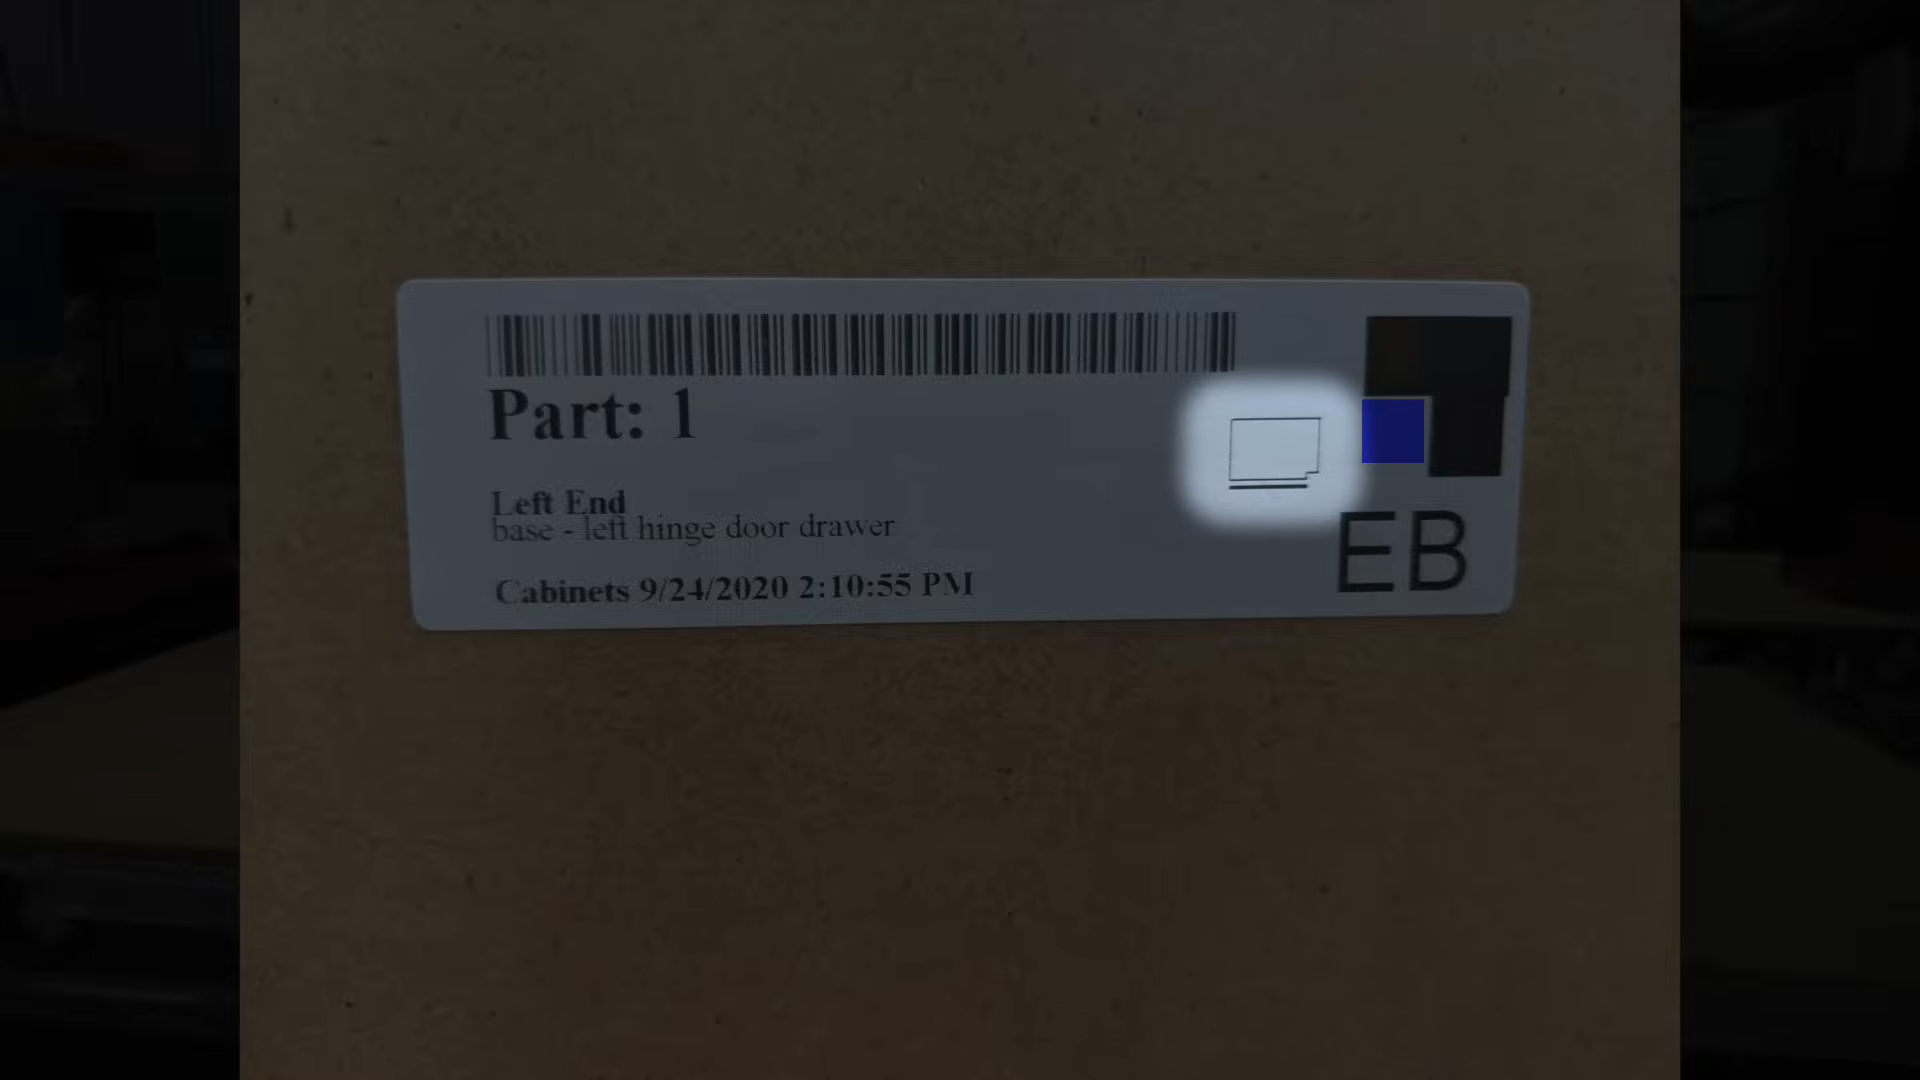 Part: 1
Left End
base - left hinge door drawer
Cabinets 9/24/2020 2:10:55 PM
EB